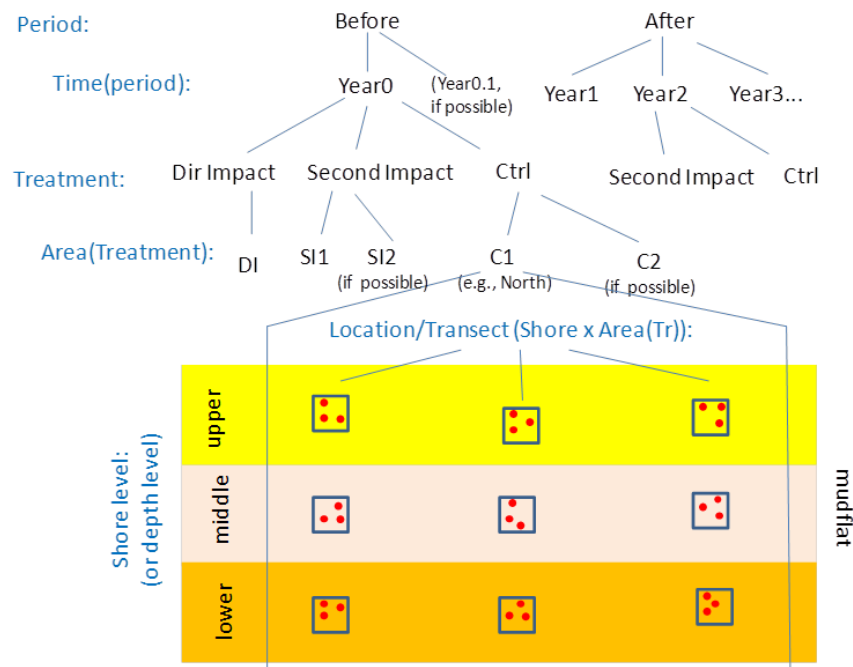 Period:
Before
After
Time(period):
Year0
(Year0.1,
if possible)
Year1
Year2
Year3...
Treatment:
Dir Impact
Second Impact
Ctrl
Second Impact
Ctrl
Area(Treatment):
DI
SI1
SI2
(if possible)
C1
(e.g., North)
C2
(if possible)
Location/Transect (Shore x Area(Tr)):
Shore level:
(or depth level)
upper
middle
lower
mudflat